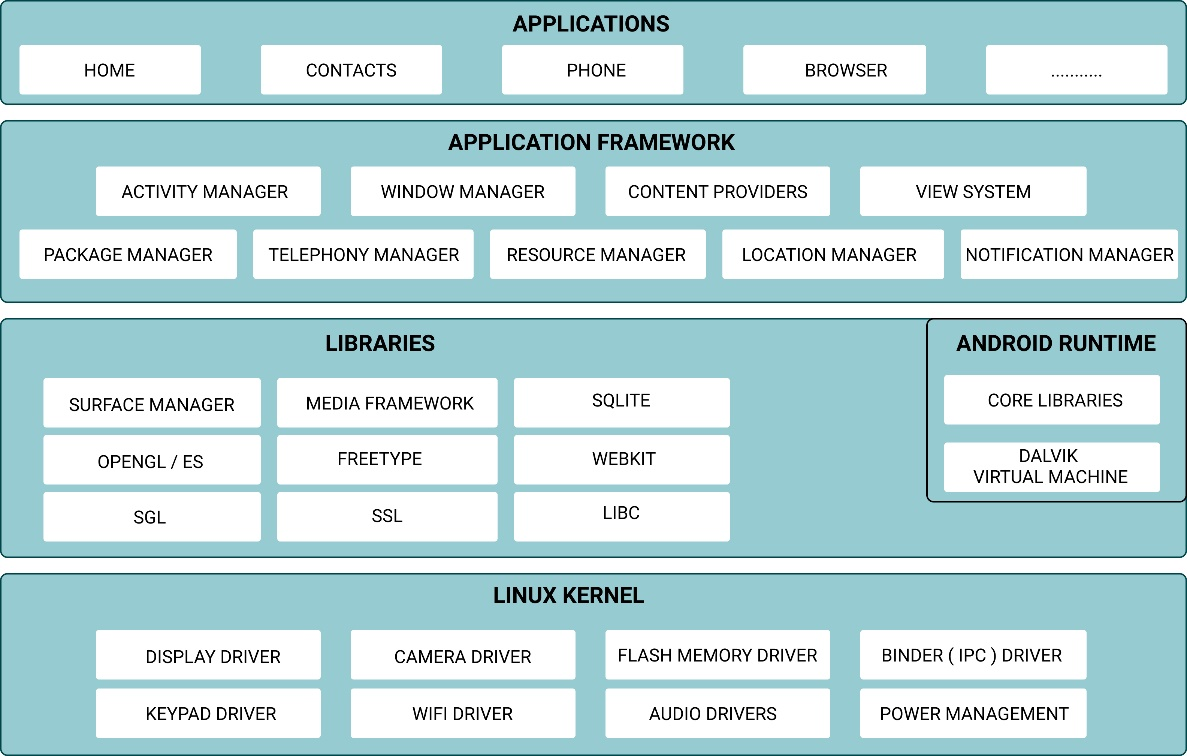 APPLICATIONS
HOME
CONTACTS
PHONE
BROWSER
...........
APPLICATION FRAMEWORK
ACTIVITY MANAGER
WINDOW MANAGER
CONTENT PROVIDERS
VIEW SYSTEM
PACKAGE MANAGER
TELEPHONY MANAGER
RESOURCE MANAGER
LOCATION MANAGER
NOTIFICATION MANAGER
LIBRARIES
SURFACE MANAGER
MEDIA FRAMEWORK
SQLITE
OPENGL / ES
FREETYPE
WEBKIT
SGL
SSL
LIBC
ANDROID RUNTIME
CORE LIBRARIES
DALVIK
VIRTUAL MACHINE
LINUX KERNEL
DISPLAY DRIVER
CAMERA DRIVER
FLASH MEMORY DRIVER
BINDER ( IPC ) DRIVER
KEYPAD DRIVER
WIFI DRIVER
AUDIO DRIVERS
POWER MANAGEMENT